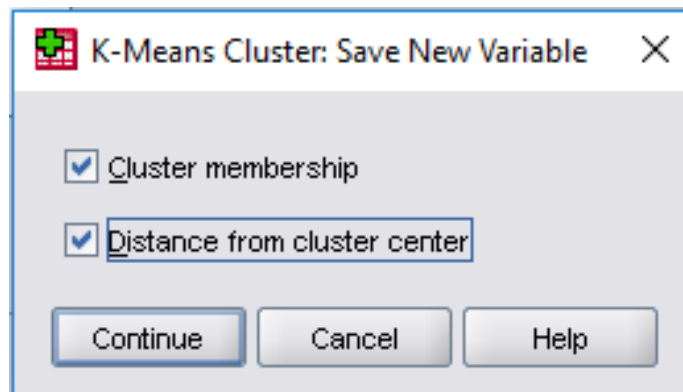 K-Means Cluster: Save New Variable
Cluster membership
Distance from cluster center
Continue Cancel Help